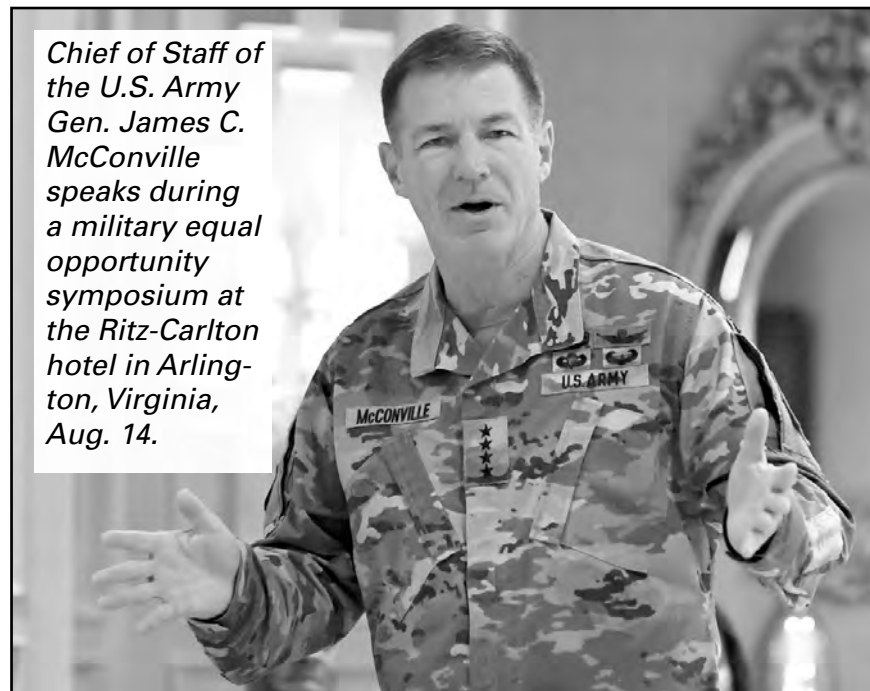 Chief of Staff of
the U.S. Army
Gen. James C.
McConville
speaks during
a military equal
opportunity
symposium at
the Ritz-Carlton
hotel in Arling-
ton, Virginia,
Aug. 14.
U.S. ARMY
McCONVILLE